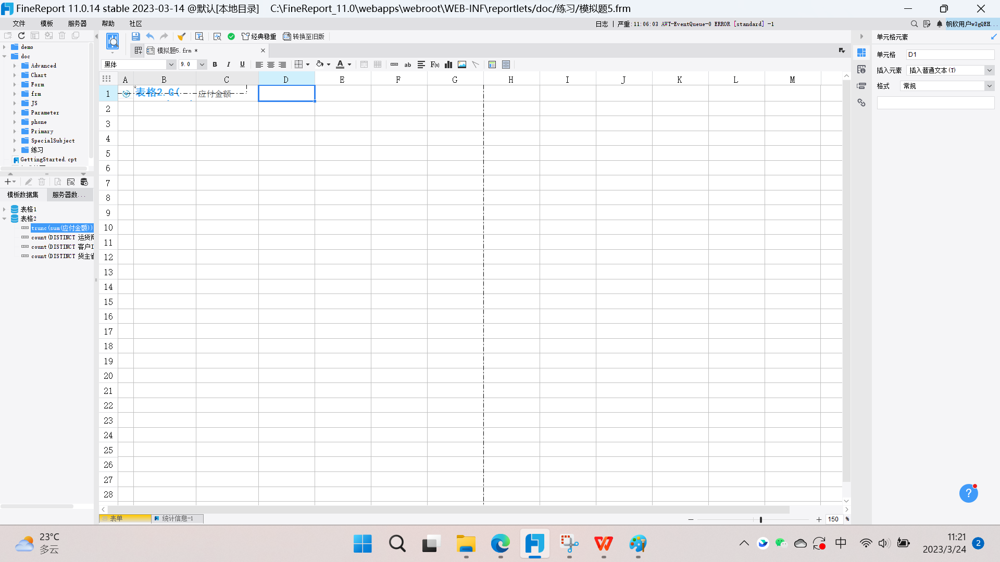 FineReport 11.0.14 stable 2023-03-14 @默认[本地目录] C:\FineReport_11.0\webapps\webroot\WEB-INF\reportlets/doc/练习/模拟题5.frm
文件 模板 服务器 帮助 社区
日志 | 严重:11:06:03 AWT-EventQueue-0 ERROR [standard] -1
帆软用户w3gQEH...
经典稳重 转换至旧版
模拟题5.frm *
黑体 9.0 B I U
ab F(x)
demo
doc
Advanced
Chart
Form
frm
JS
Parameter
phone
Primary
SpecialSubject
练习
GettingStarted.cpt
模板数据集 服务器数...
表格1
表格2
trunc(sum(应付金额))
count(DISTINCT 运货商
count(DISTINCT 客户I
count(DISTINCT 货主省
A B C D E F G H I J K L M
1 表格2.G( 应付金额
2
3
4
5
6
7
8
9
10
11
12
13
14
15
16
17
18
19
20
21
22
23
24
25
26
27
28
表单 统计信息-1
150 %
单元格元素
单元格 D1
插入元素 插入普通文本(T)
格式 常规
?
23°C
多云
中
11:21
2023/3/24
2